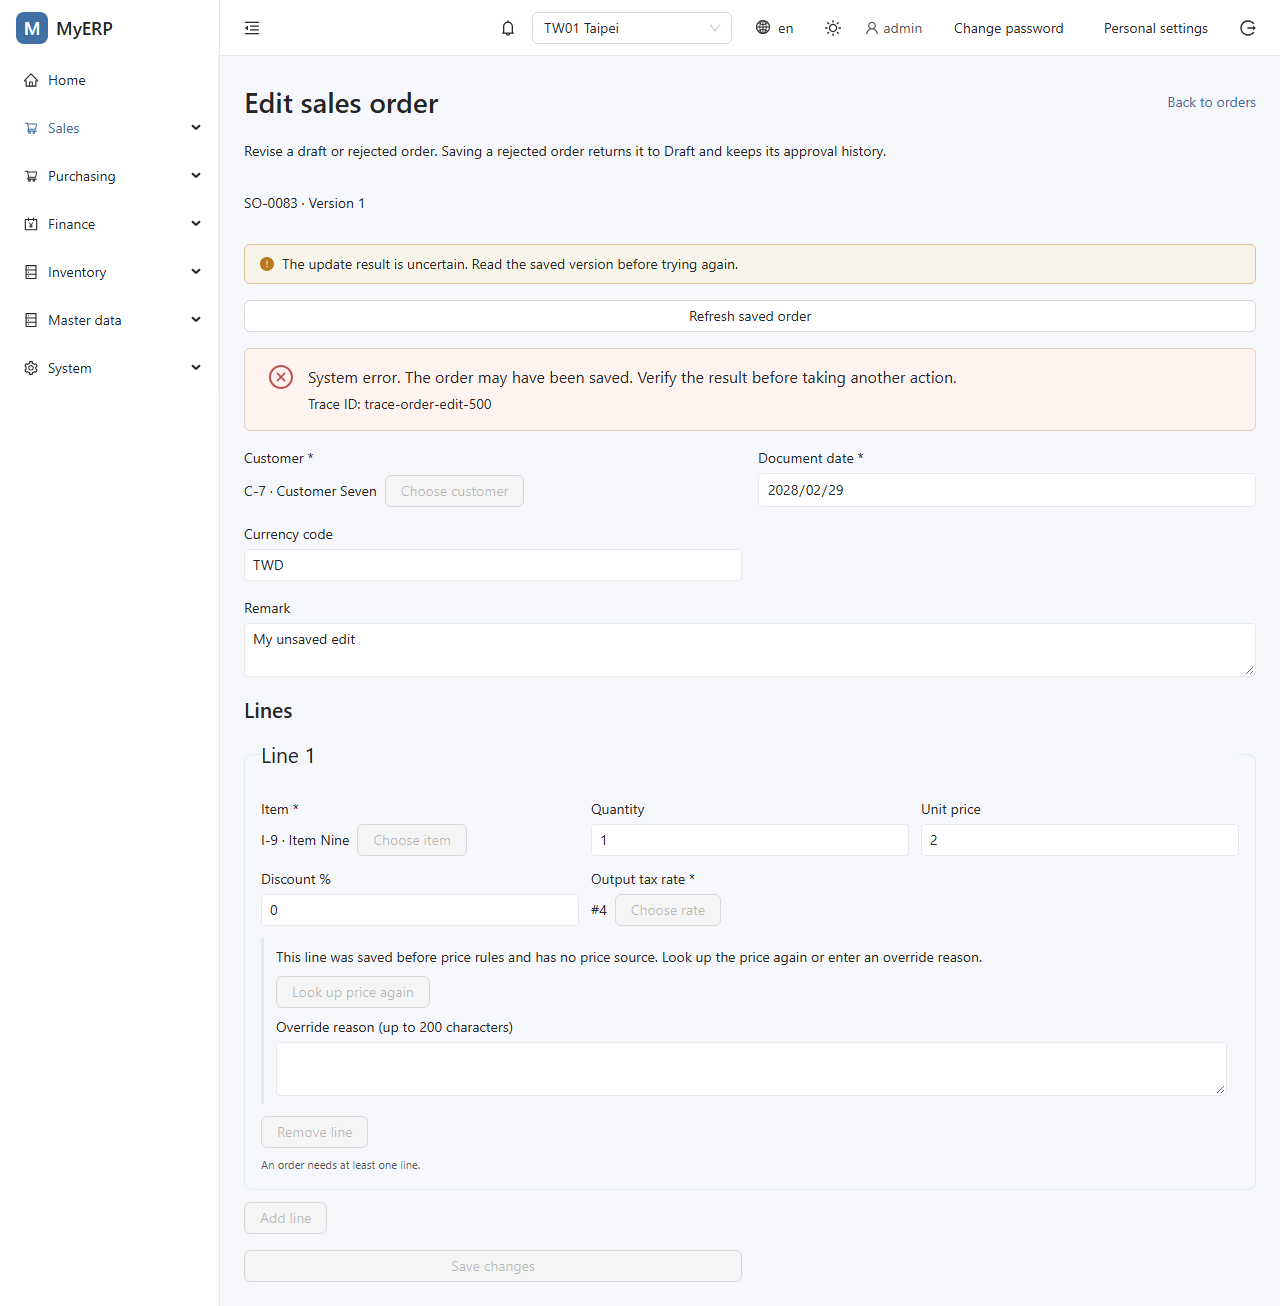 M MyERP
TW01 Taipei
en
admin
Change password
Personal settings
Home
Sales
Purchasing
Finance
Inventory
Master data
System
Edit sales order
Back to orders
Revise a draft or rejected order. Saving a rejected order returns it to Draft and keeps its approval history.
SO-0083 · Version 1
The update result is uncertain. Read the saved version before trying again.
Refresh saved order
System error. The order may have been saved. Verify the result before taking another action.
Trace ID: trace-order-edit-500
Customer *
C-7 · Customer Seven
Choose customer
Document date *
2028/02/29
Currency code
TWD
Remark
My unsaved edit
Lines
Line 1
Item *
I-9 · Item Nine
Choose item
Quantity
1
Unit price
2
Discount %
0
Output tax rate *
#4
Choose rate
This line was saved before price rules and has no price source. Look up the price again or enter an override reason.
Look up price again
Override reason (up to 200 characters)
Remove line
An order needs at least one line.
Add line
Save changes